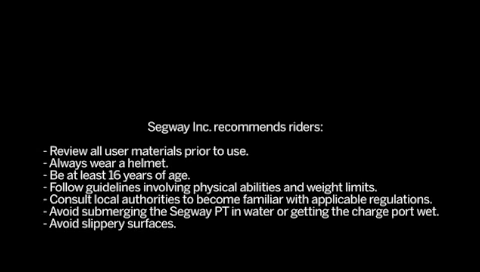 Segway Inc. recommends riders:
- Review all user materials prior to use.
- Always wear a helmet.
- Be at least 16 years of age.
- Follow guidelines involving physical abilities and weight limits.
- Consult local authorities to become familiar with applicable regulations.
- Avoid submerging the Segway PT in water or getting the charge port wet.
- Avoid slippery surfaces.